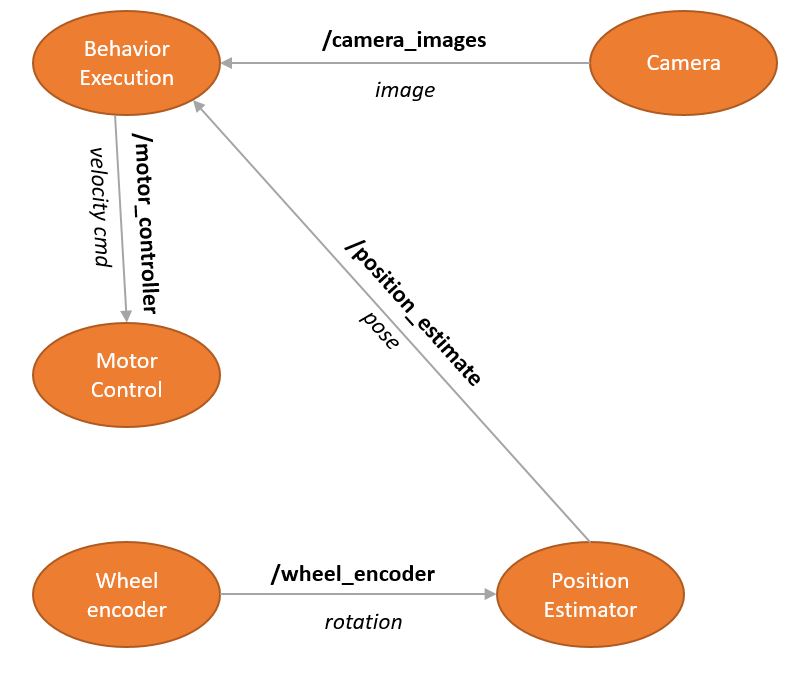 Behavior
Execution
/camera_images
image
Camera
/motor_controller
velocity cmd
/position_estimate
pose
Motor
Control
Wheel
encoder
/wheel_encoder
rotation
Position
Estimator